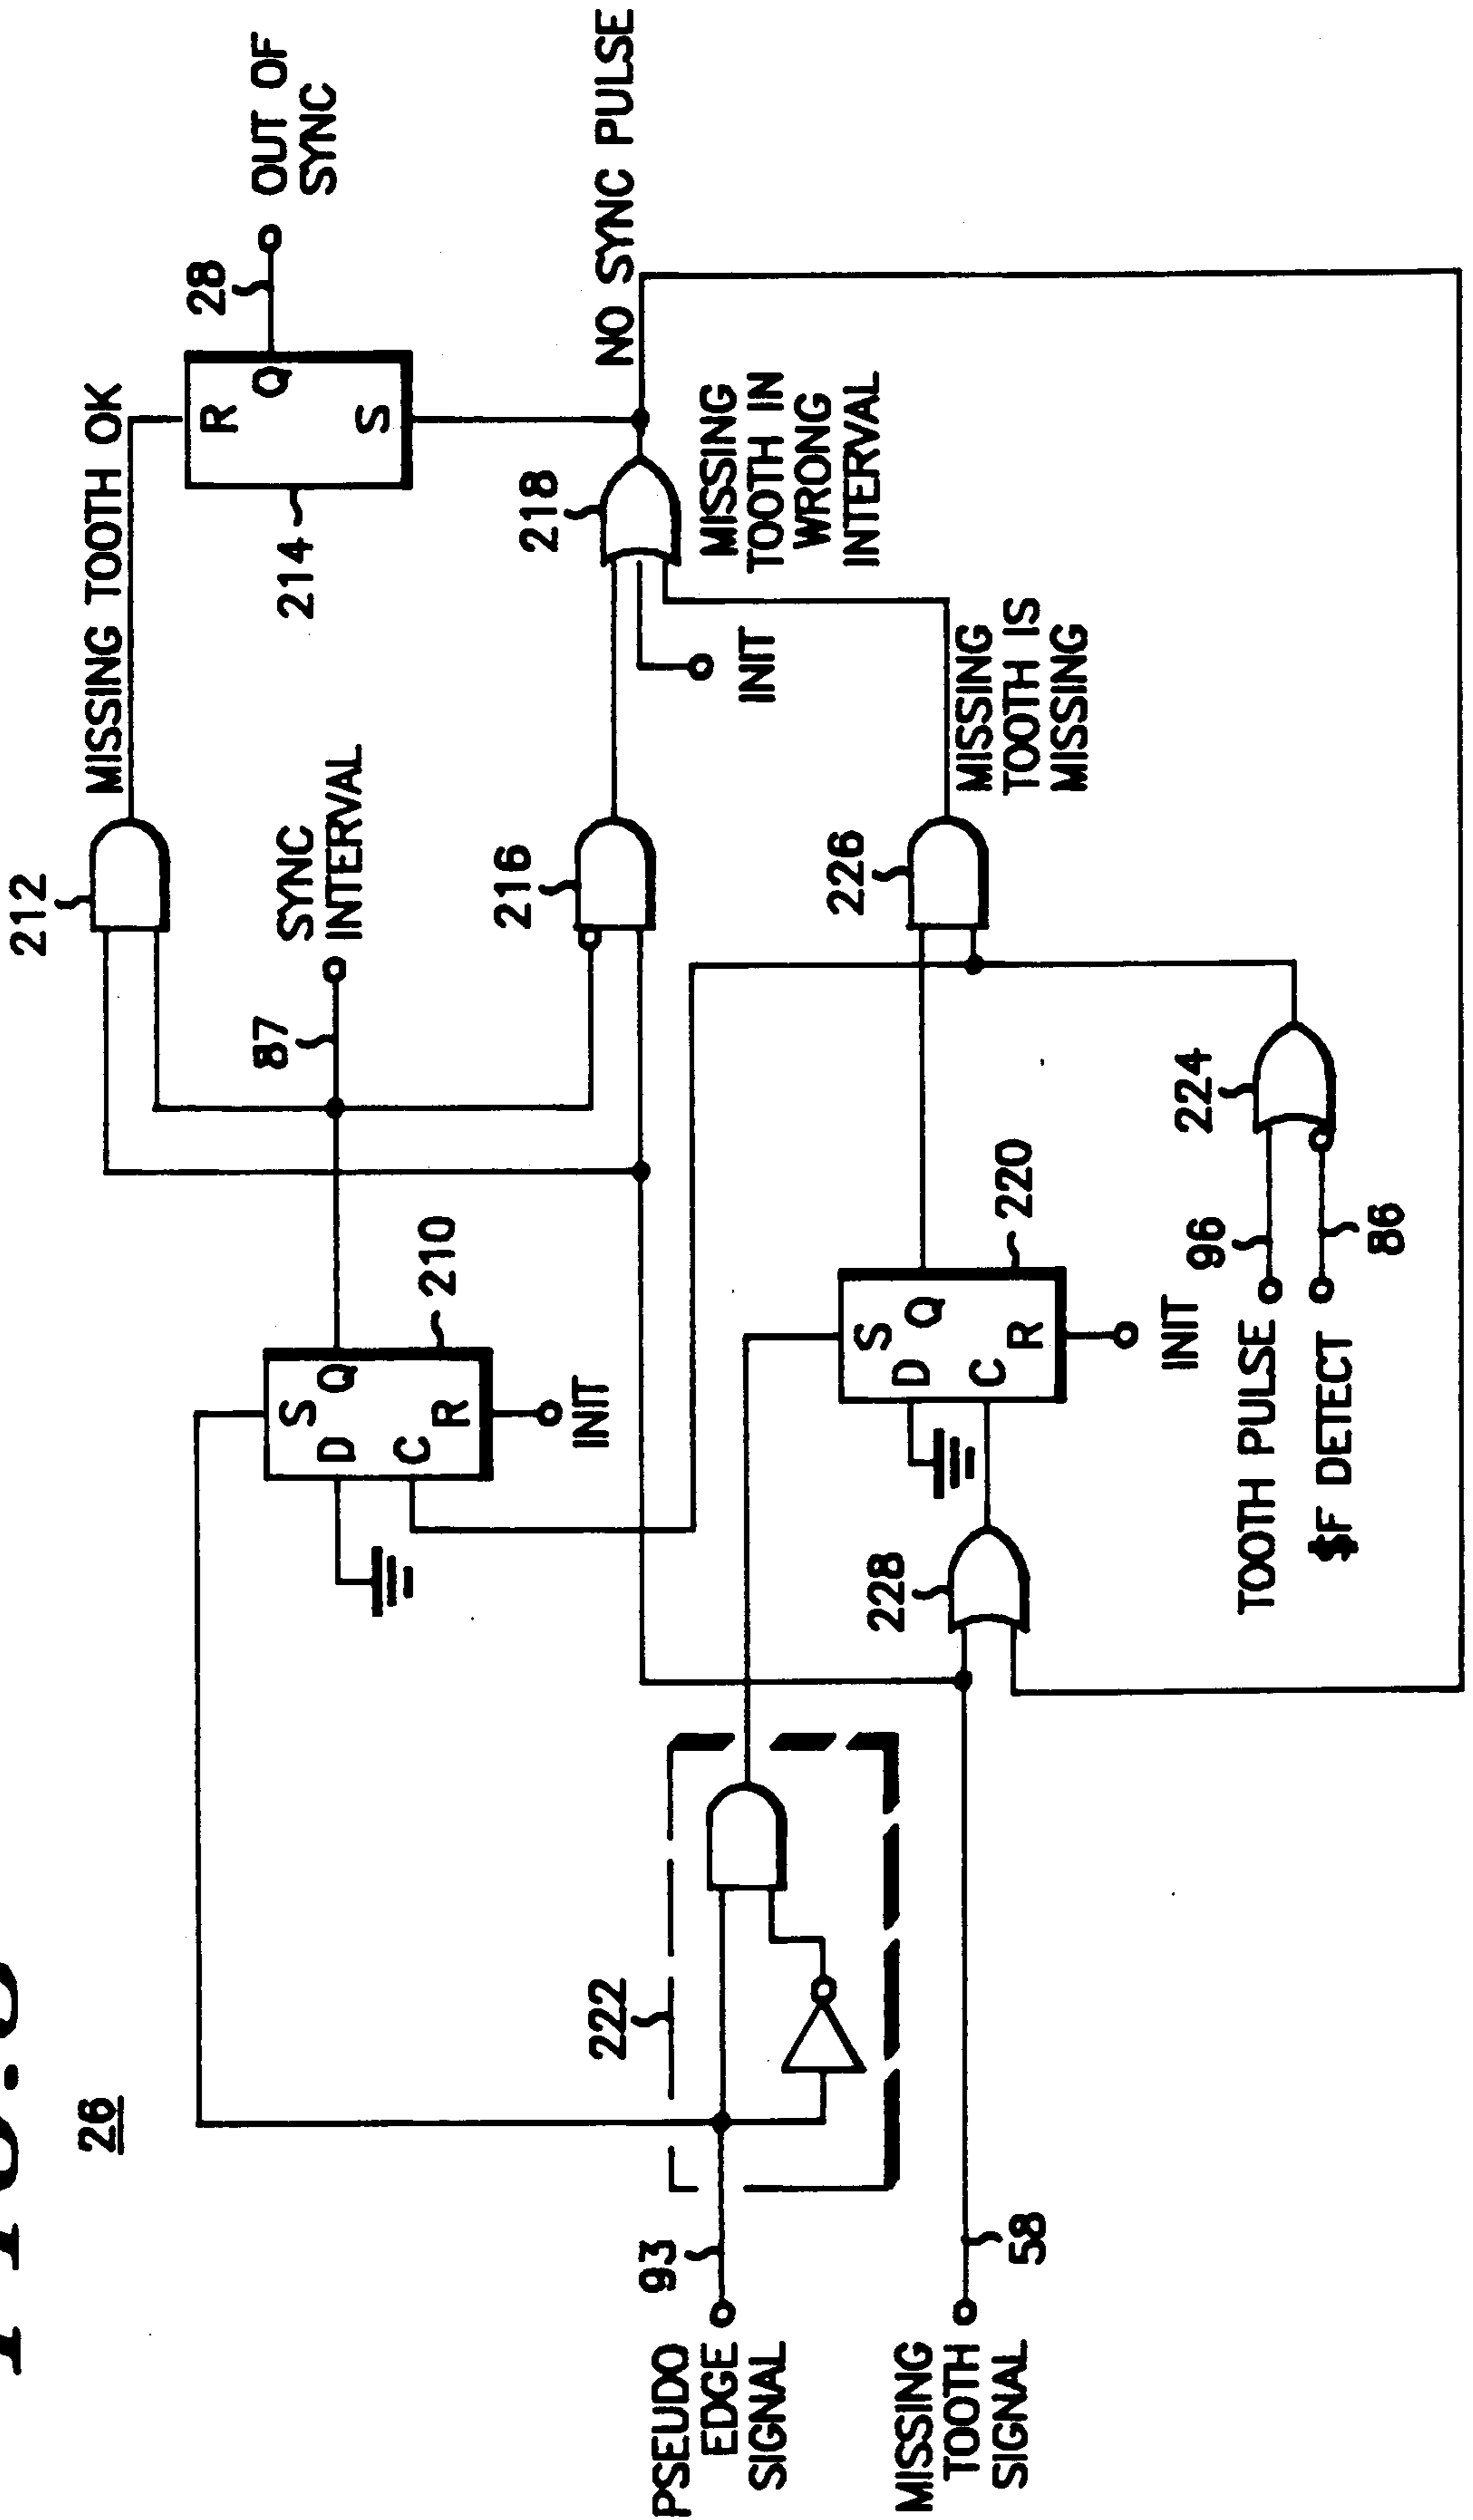 26
212
MISSING TOOTH OK
28
OUT OF
SYNC
R
Q
S
214
SYNC
INTERVAL
87
S
D
Q
C
R
210
INIT
216
218
NO SYNC PULSE
MISSING
TOOTH IN
WRONG
INTERVAL
INIT
222
PSEUDO
EDGE
SIGNAL
93
S
D
Q
C
R
220
INIT
226
MISSING
TOOTH IS
MISSING
228
MISSING
TOOTH
SIGNAL
58
224
TOOTH PULSE
96
$F DETECT
86